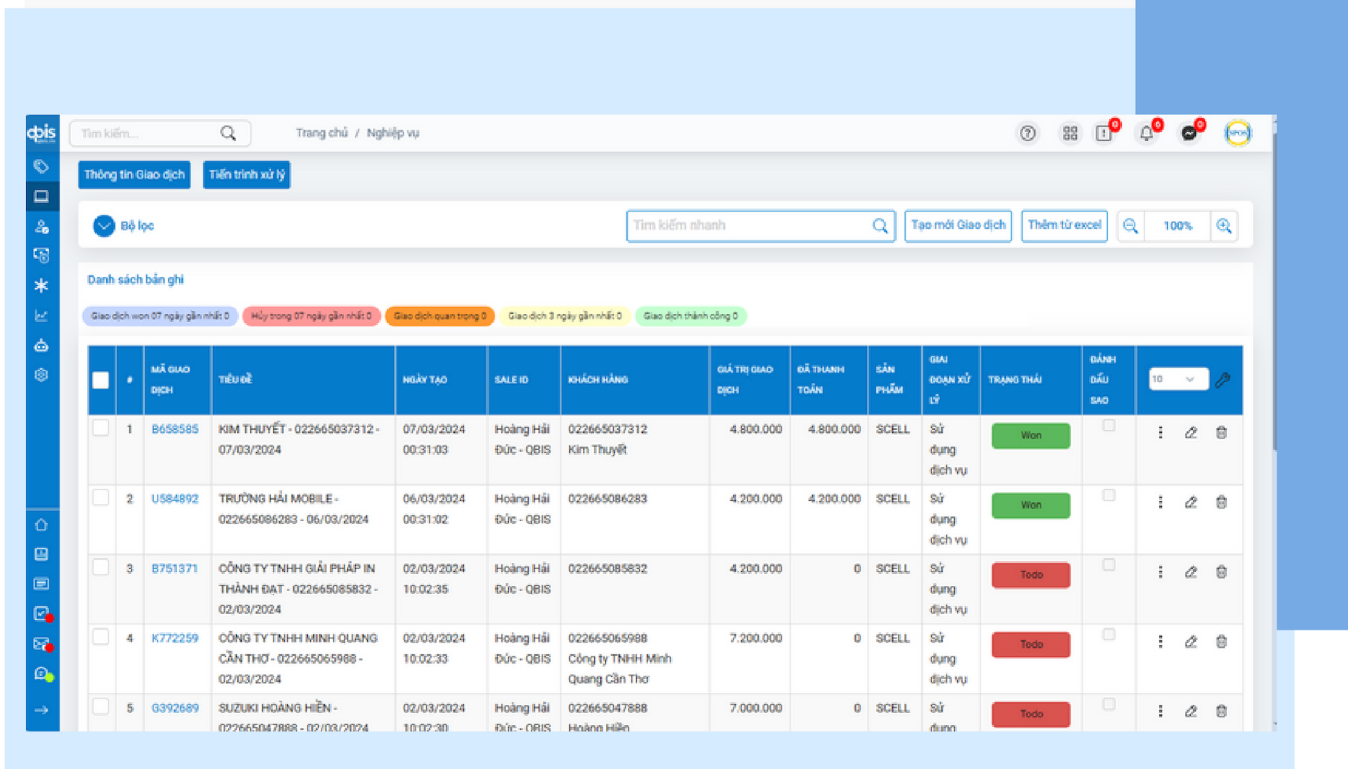 qbis
Tìm kiếm...
Trang chủ / Nghiệp vụ
NPOS
Thông tin Giao dịch
Tiến trình xử lý
Bộ lọc
Tìm kiếm nhanh
Tạo mới Giao dịch
Thêm từ excel
100%
Danh sách bản ghi
Giao dịch won 07 ngày gần nhất 0
Hủy trong 07 ngày gần nhất 0
Giao dịch quan trọng 0
Giao dịch 3 ngày gần nhất 0
Giao dịch thành công 0
# MÃ GIAO DỊCH TIÊU ĐỀ NGÀY TẠO SALE ID KHÁCH HÀNG GIÁ TRỊ GIAO DỊCH ĐÃ THANH TOÁN SẢN PHẨM GIAI ĐOẠN XỬ LÝ TRẠNG THÁI ĐÁNH DẤU SAO 10
1 B658585 KIM THUYẾT - 022665037312 - 07/03/2024 00:31:03 Hoàng Hải 022665037312 4.800.000 4.800.000 SCELL Sử Won
07/03/2024 Đức - QBIS Kim Thuyết dụng
dịch vụ
2 U584892 TRƯỜNG HẢI MOBILE - 06/03/2024 Hoàng Hải 022665086283 4.200.000 4.200.000 SCELL Sử Won
022665086283 - 06/03/2024 00:31:02 Đức - QBIS dụng
dịch vụ
3 B751371 CÔNG TY TNHH GIẢI PHÁP IN 02/03/2024 Hoàng Hải 022665085832 4.200.000 0 SCELL Sử Todo
THÀNH ĐẠT - 022665085832 - 10:02:35 Đức - QBIS dụng
02/03/2024 dịch vụ
4 K772259 CÔNG TY TNHH MINH QUANG 02/03/2024 Hoàng Hải 022665065988 7.200.000 0 SCELL Sử Todo
CẦN THƠ - 022665065988 - 10:02:33 Đức - QBIS Công ty TNHH Minh dụng
02/03/2024 Quang Cần Thơ dịch vụ
5 G392689 SUZUKI HOÀNG HIỀN - 02/03/2024 Hoàng Hải 022665047888 7.000.000 0 SCELL Sử Todo
022665047888 - 02/03/2024 10:02:30 Đức - QBIS Hoàng Hiền dụng